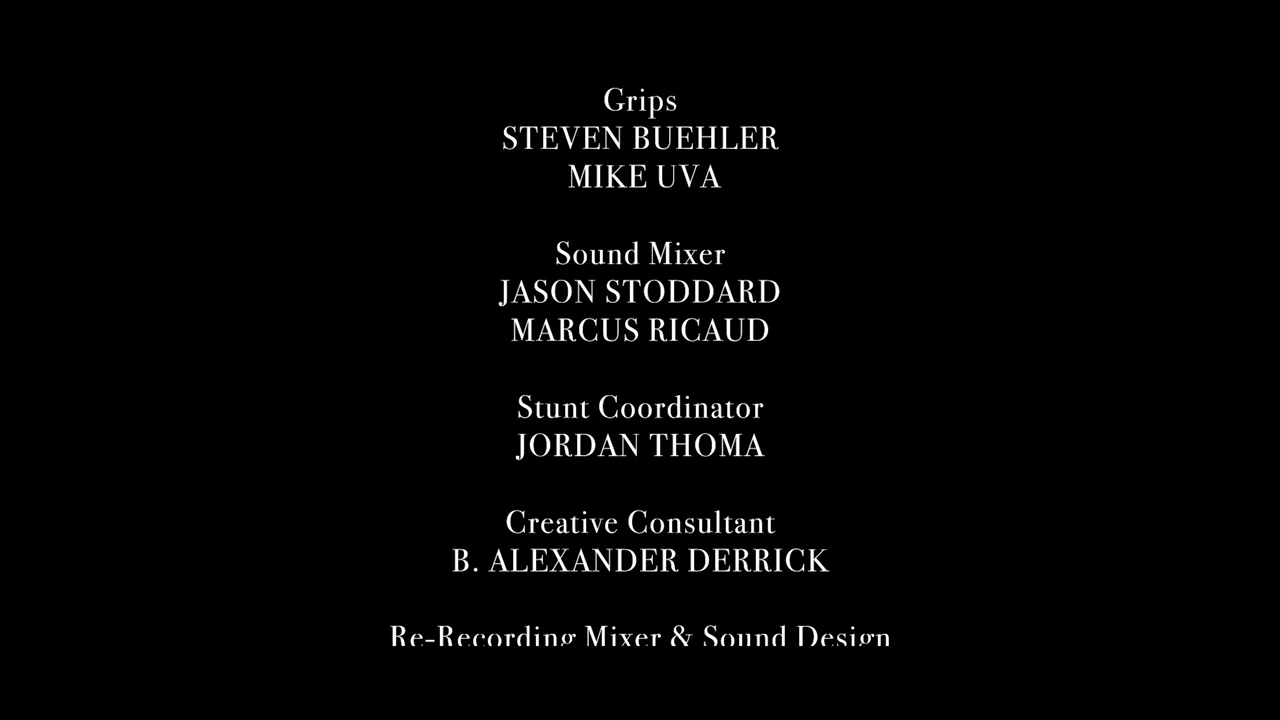 Grips
STEVEN BUEHLER
MIKE UVA
Sound Mixer
JASON STODDARD
MARCUS RICAUD
Stunt Coordinator
JORDAN THOMA
Creative Consultant
B. ALEXANDER DERRICK
Re-Recording Mixer & Sound Design